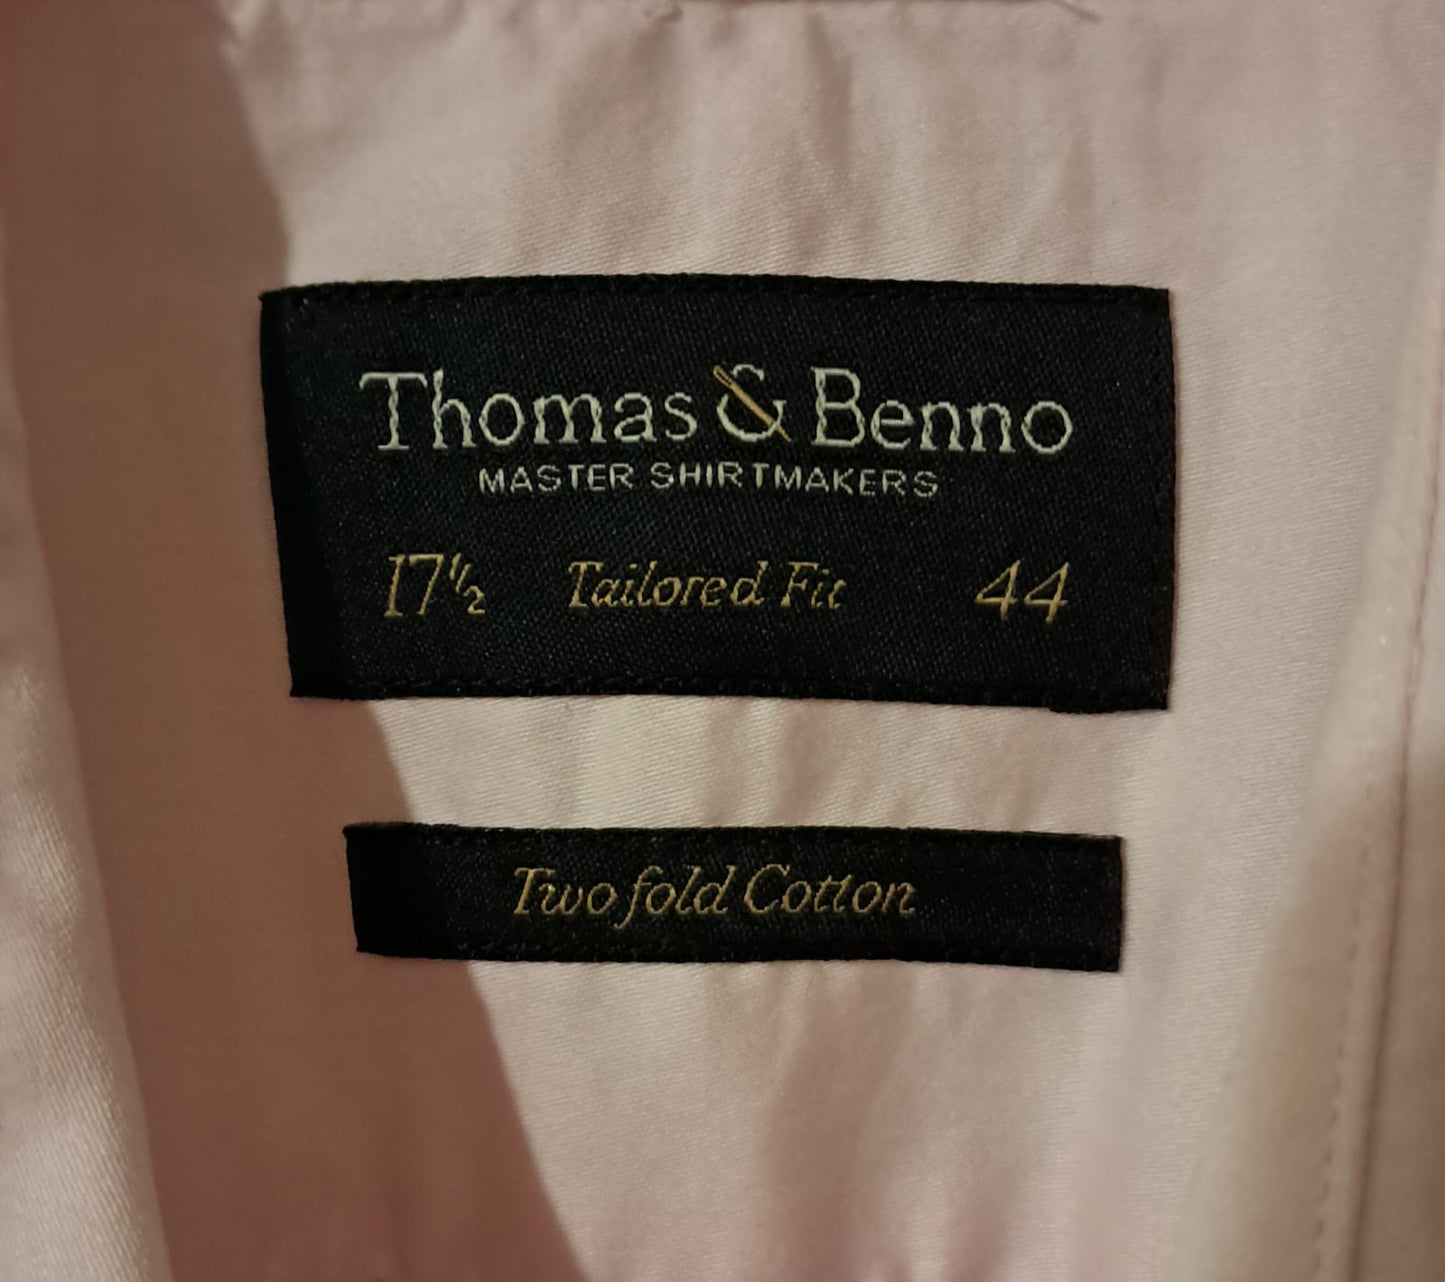 Thomas & Benno
MASTER SHIRTMAKERS
17½ Tailored Fit 44
Two fold Cotton